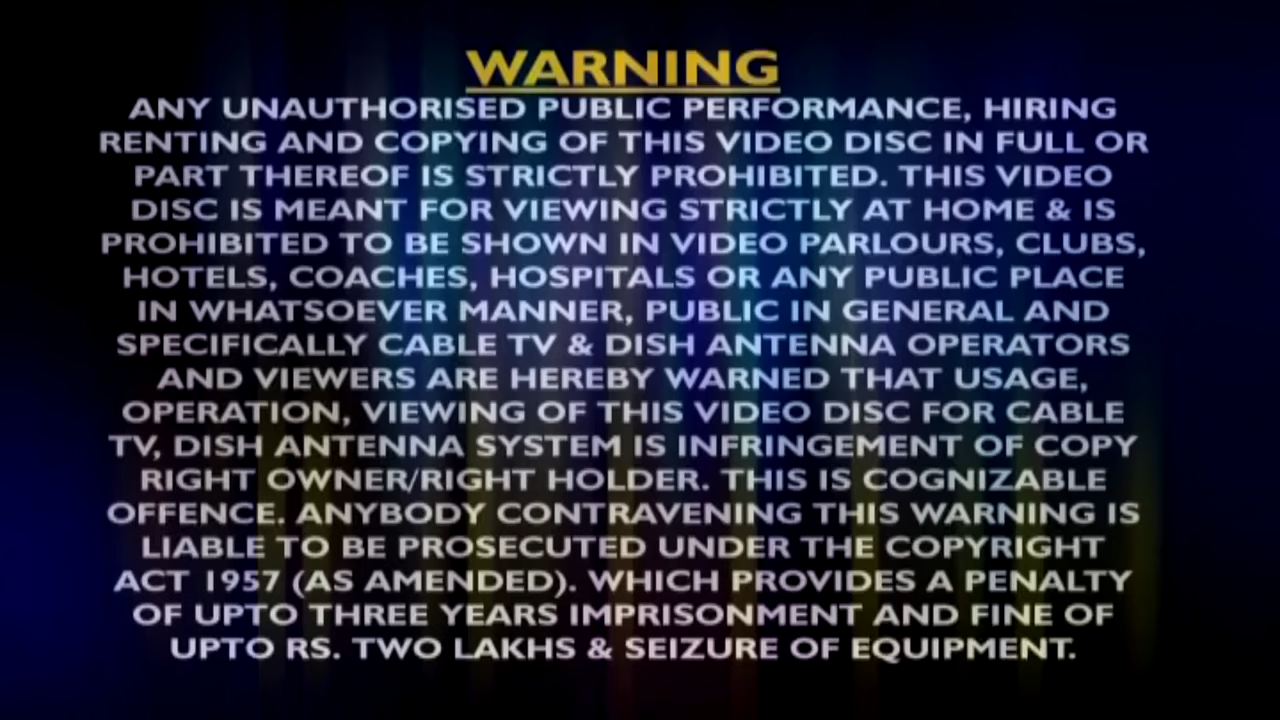 WARNING
ANY UNAUTHORISED PUBLIC PERFORMANCE, HIRING
RENTING AND COPYING OF THIS VIDEO DISC IN FULL OR
PART THEREOF IS STRICTLY PROHIBITED. THIS VIDEO
DISC IS MEANT FOR VIEWING STRICTLY AT HOME & IS
PROHIBITED TO BE SHOWN IN VIDEO PARLOURS, CLUBS,
HOTELS, COACHES, HOSPITALS OR ANY PUBLIC PLACE
IN WHATSOEVER MANNER, PUBLIC IN GENERAL AND
SPECIFICALLY CABLE TV & DISH ANTENNA OPERATORS
AND VIEWERS ARE HEREBY WARNED THAT USAGE,
OPERATION, VIEWING OF THIS VIDEO DISC FOR CABLE
TV, DISH ANTENNA SYSTEM IS INFRINGEMENT OF COPY
RIGHT OWNER/RIGHT HOLDER. THIS IS COGNIZABLE
OFFENCE. ANYBODY CONTRAVENING THIS WARNING IS
LIABLE TO BE PROSECUTED UNDER THE COPYRIGHT
ACT 1957 (AS AMENDED). WHICH PROVIDES A PENALTY
OF UPTO THREE YEARS IMPRISONMENT AND FINE OF
UPTO RS. TWO LAKHS & SEIZURE OF EQUIPMENT.